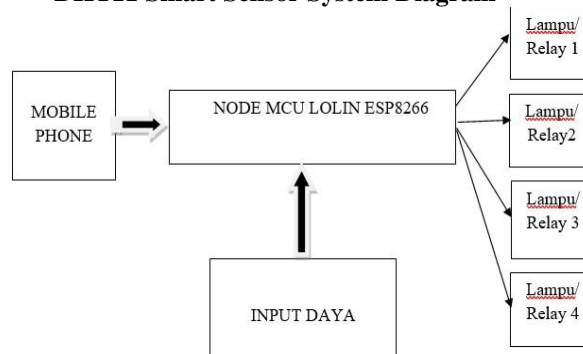 Smart Sensor System Diagram
MOBILE
PHONE
NODE MCU LOLIN ESP8266
INPUT DAYA
Lampu/
Relay 1
Lampu/
Relay2
Lampu/
Relay 3
Lampu/
Relay 4